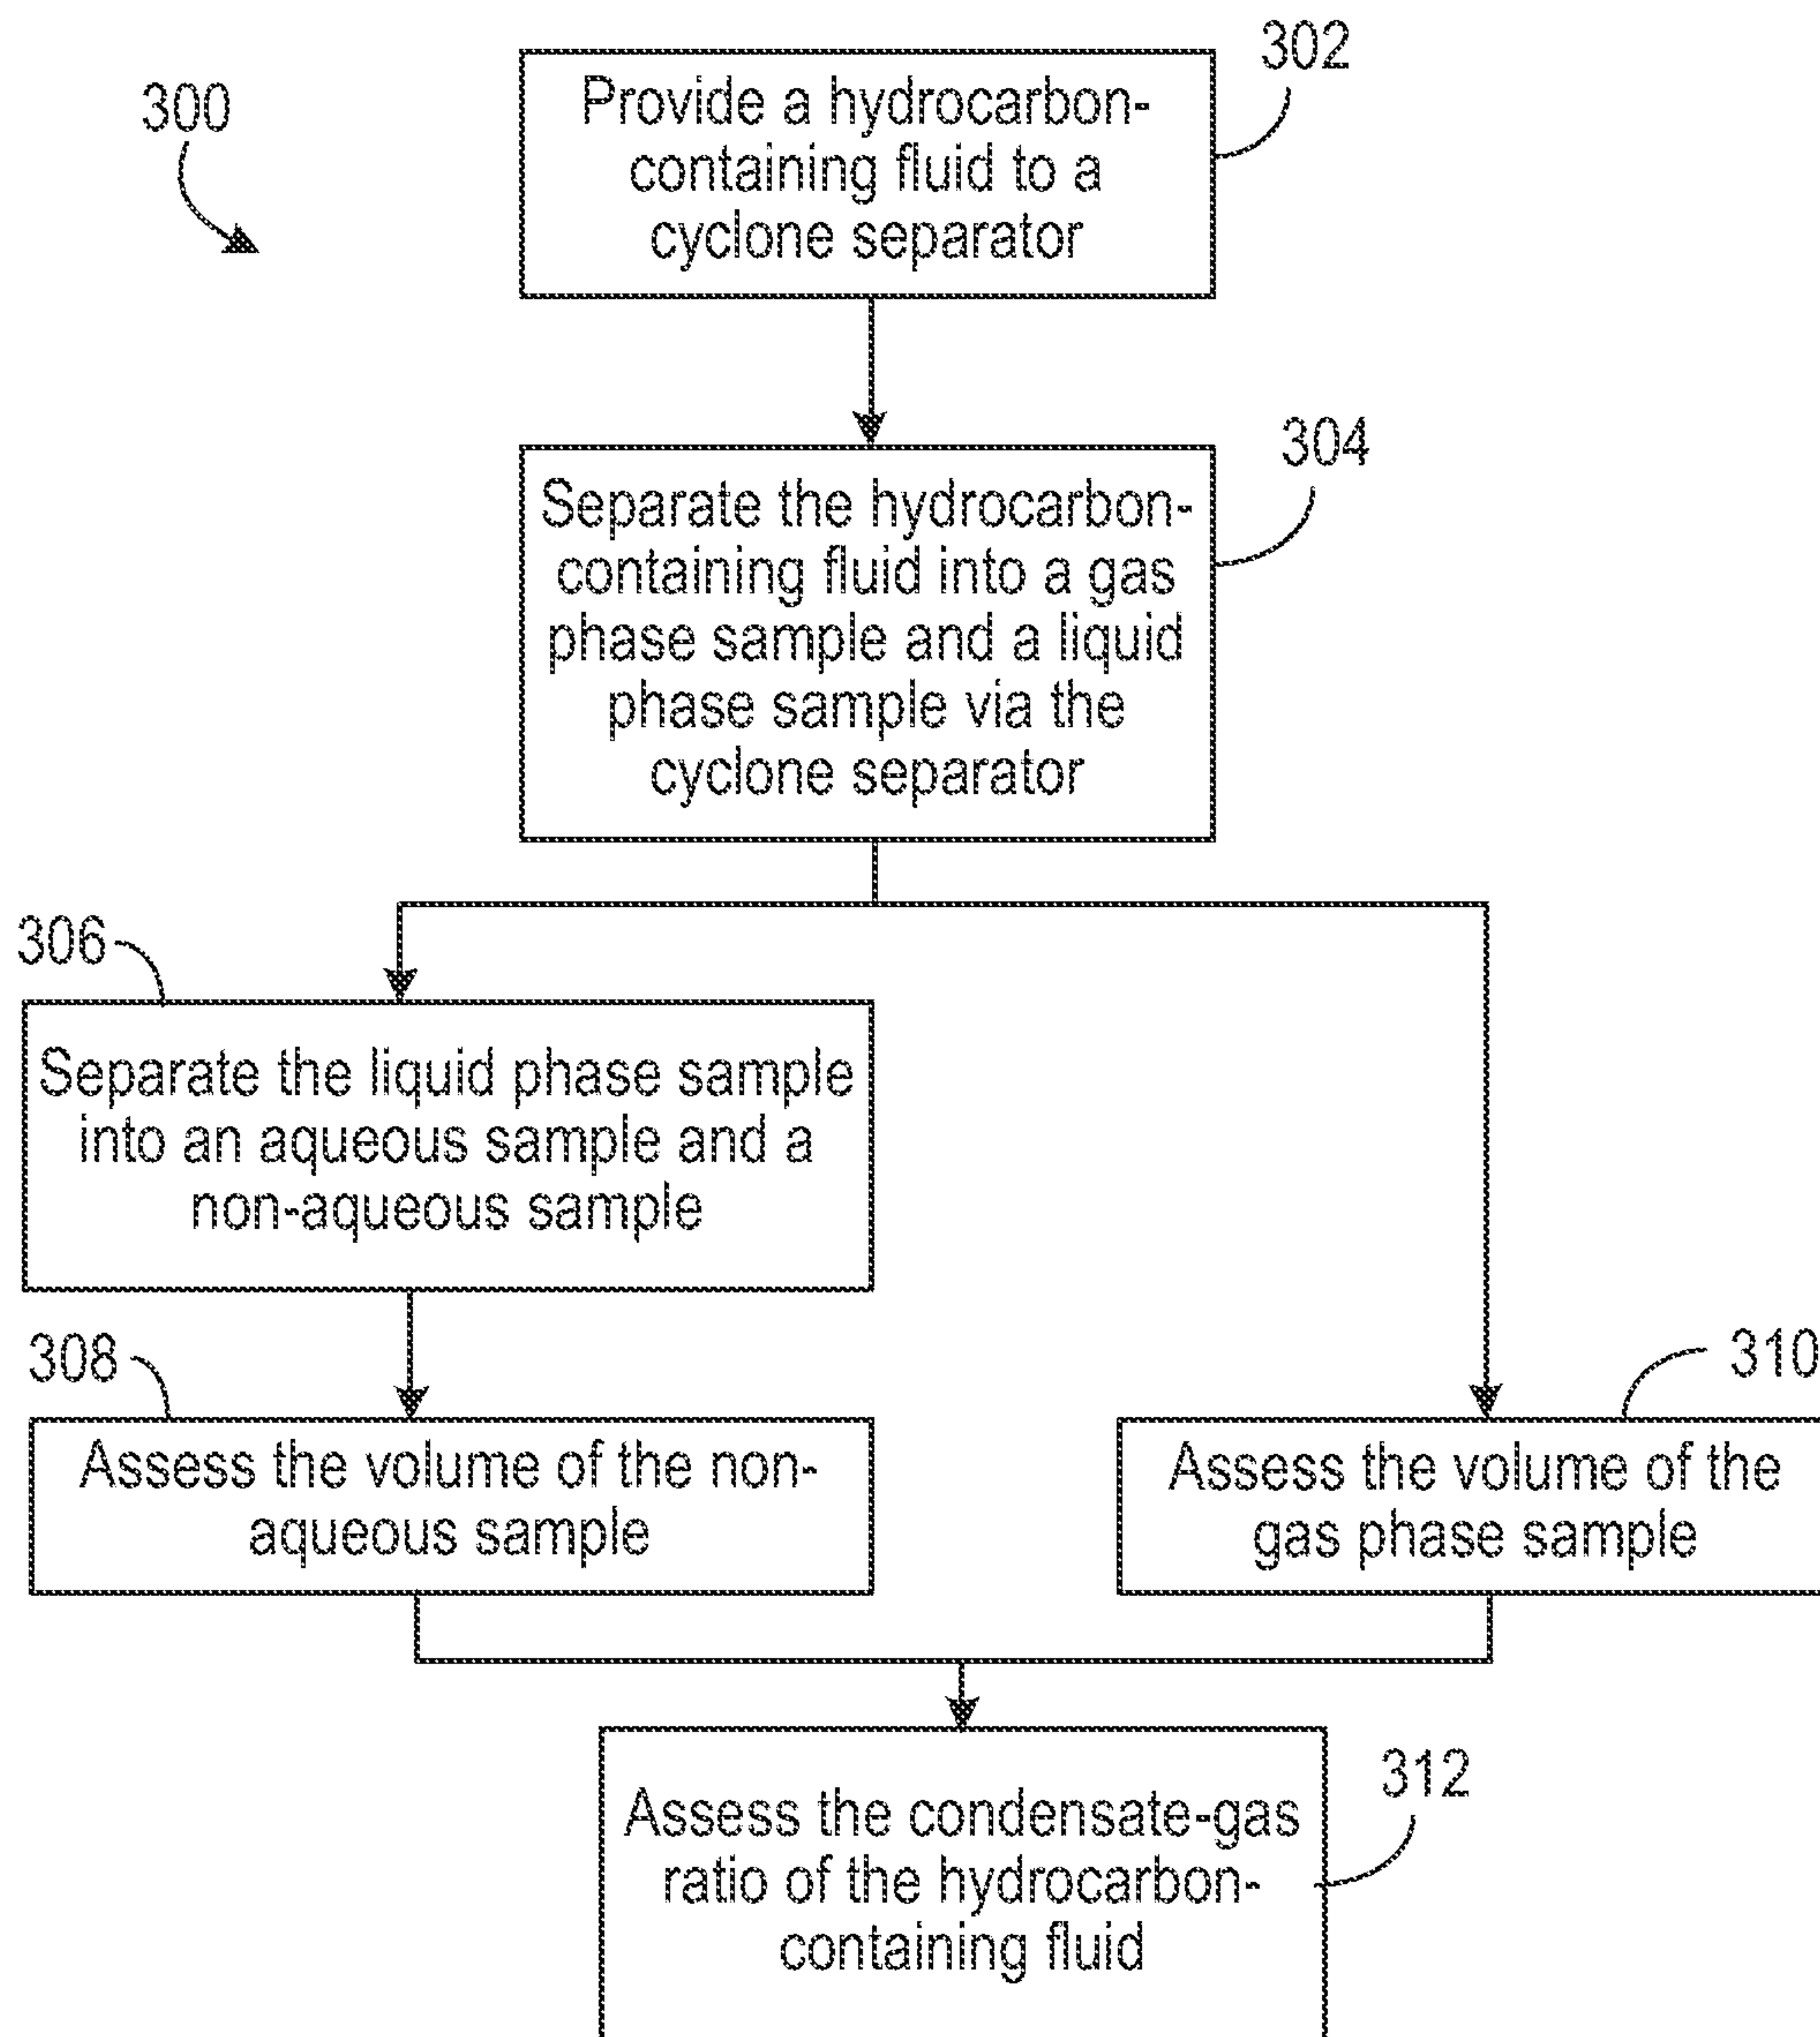 300
302
Provide a hydrocarbon-
containing fluid to a
cyclone separator
304
Separate the hydrocarbon-
containing fluid into a gas
phase sample and a liquid
phase sample via the
cyclone separator
306
Separate the liquid phase sample
into an aqueous sample and a
non-aqueous sample
308
Assess the volume of the non-
aqueous sample
310
Assess the volume of the
gas phase sample
312
Assess the condensate-gas
ratio of the hydrocarbon-
containing fluid